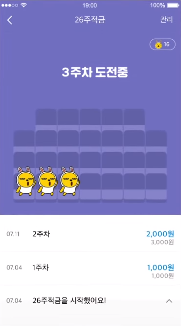 19:00
100%
26주적금
관리
16
3주차 도전중
07.11 2주차 2,000원
3,000원
07.04 1주차 1,000원
1,000원
07.04 26주적금을 시작했어요!